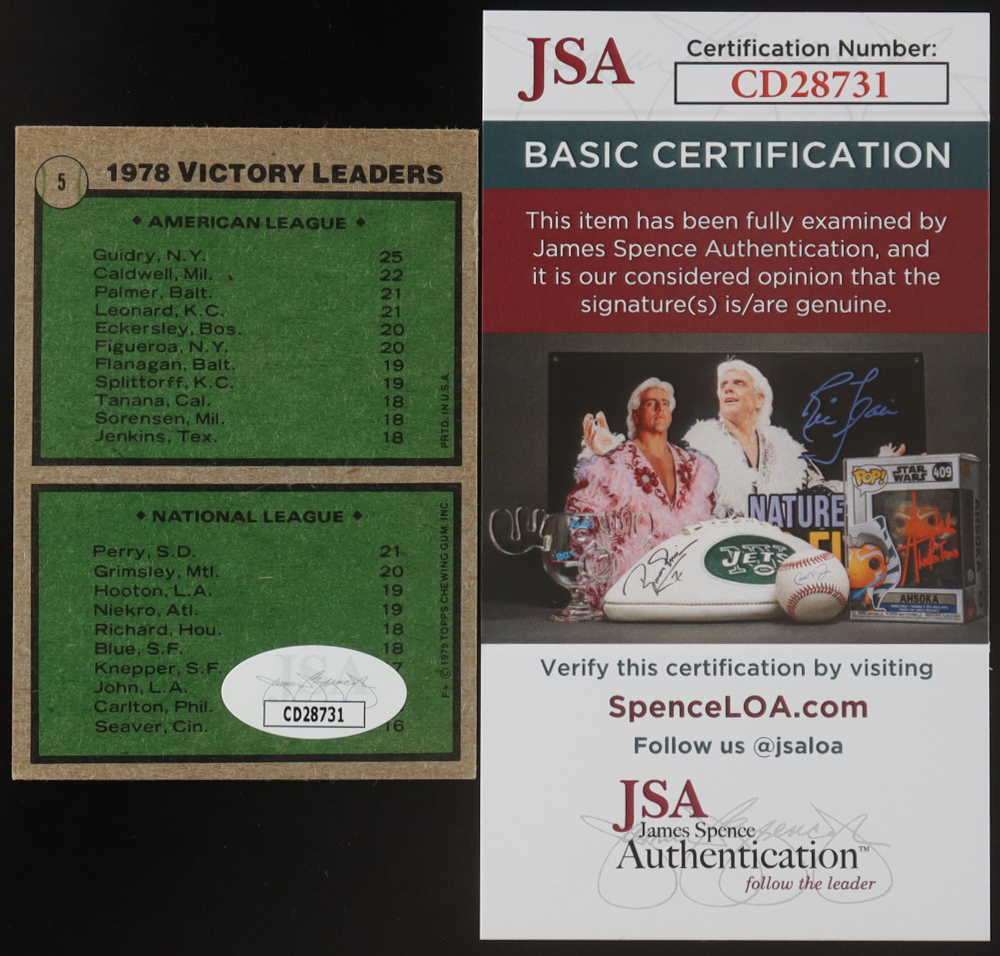 5
1978 VICTORY LEADERS
◆ AMERICAN LEAGUE ◆
Guidry, N.Y. 25
Caldwell, Mil. 22
Palmer, Balt. 21
Leonard, K.C. 21
Eckersley, Bos. 20
Figueroa, N.Y. 20
Flanagan, Balt. 19
Splittorff, K.C. 19
Tanana, Cal. 18
Sorensen, Mil. 18
Jenkins, Tex. 18
PRTD. IN U.S.A.
◆ NATIONAL LEAGUE ◆
Perry, S.D. 21
Grimsley, Mtl. 20
Hooton, L.A. 19
Niekro, Atl. 19
Richard, Hou. 18
Blue, S.F. 18
Knepper, S.F. 7
John, L.A.
Carlton, Phil.
Seaver, Cin. 16
F* © 1979 TOPPS CHEWING GUM, INC.
JSA
CD28731
JSA
Certification Number:
CD28731
BASIC CERTIFICATION
This item has been fully examined by
James Spence Authentication, and
it is our considered opinion that the
signature(s) is/are genuine.
NATURE
JETS
POP!
STAR
WARS
409
AHSOKA
Verify this certification by visiting
SpenceLOA.com
Follow us @jsaloa
JSA
James Spence
Authentication™
follow the leader